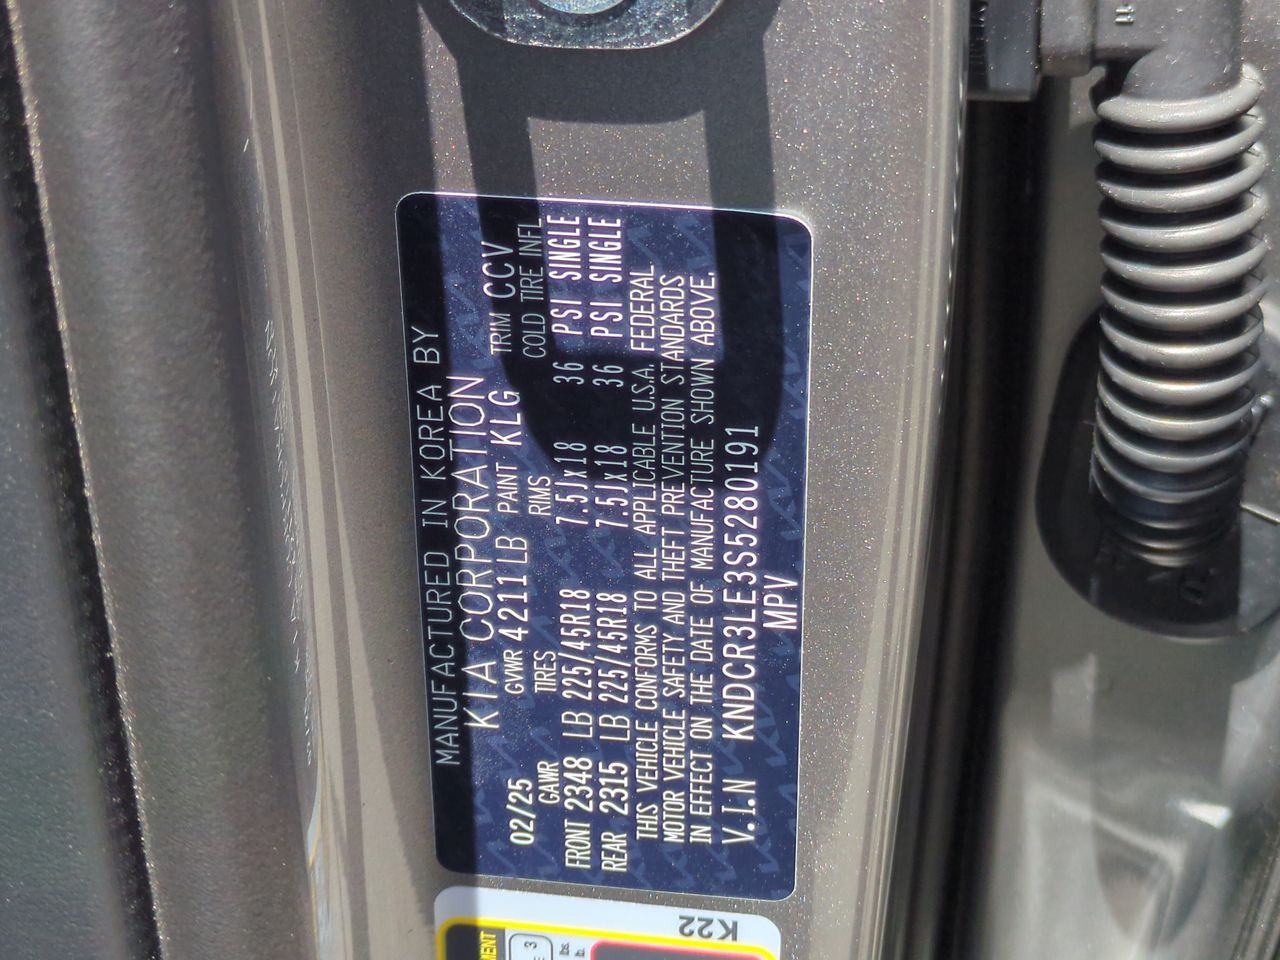 MANUFACTURED IN KOREA BY
KIA CORPORATION
02/25 GVWR 4211LB PAINT KLG TRIM CCV
GAWR TIRES RIMS COLD TIRE INFL
FRONT 2348 LB 225/45R18 7.5Jx18 36 PSI SINGLE
REAR 2315 LB 225/45R18 7.5Jx18 36 PSI SINGLE
THIS VEHICLE CONFORMS TO ALL APPLICABLE U.S.A. FEDERAL
MOTOR VEHICLE SAFETY AND THEFT PREVENTION STANDARDS
IN EFFECT ON THE DATE OF MANUFACTURE SHOWN ABOVE.
V.I.N KNDCR3LE3S5280191
MPV
K22
3
lbs.